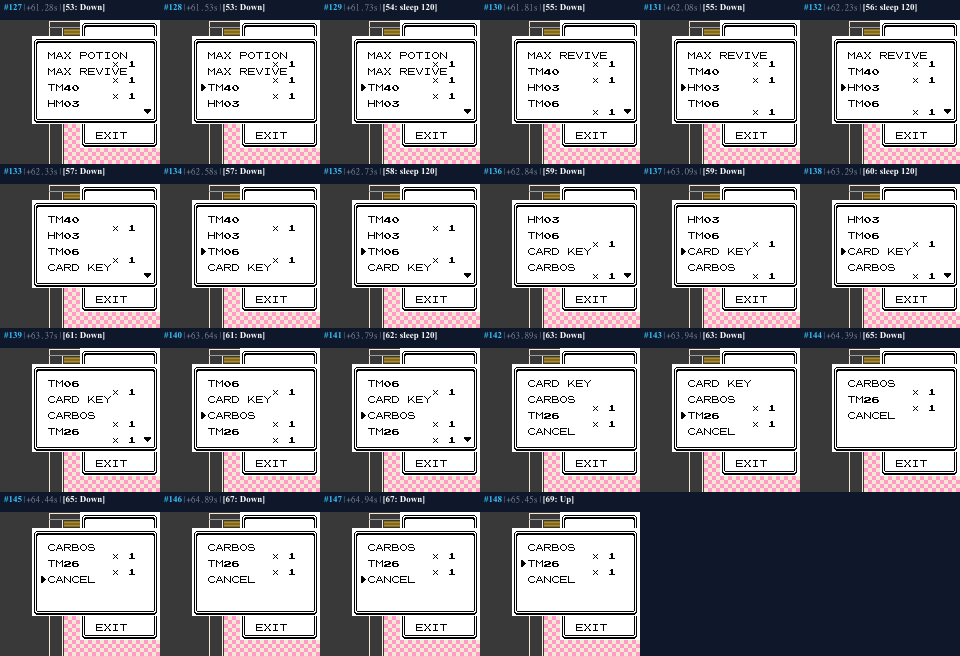 #127|+61.28s|[53: Down]
MAX POTION
× 1
MAX REVIVE
× 1
TM40
× 1
HM03
EXIT
#128|+61.53s|[53: Down]
MAX POTION
× 1
MAX REVIVE
× 1
TM40
× 1
HM03
EXIT
#129|+61.73s|[54: sleep 120]
MAX POTION
× 1
MAX REVIVE
× 1
TM40
× 1
HM03
EXIT
#130|+61.81s|[55: Down]
MAX REVIVE
× 1
TM40
× 1
HM03
TM06
× 1
EXIT
#131|+62.08s|[55: Down]
MAX REVIVE
× 1
TM40
× 1
HM03
TM06
× 1
EXIT
#132|+62.23s|[56: sleep 120]
MAX REVIVE
× 1
TM40
× 1
HM03
TM06
× 1
EXIT
#133|+62.33s|[57: Down]
TM40
× 1
HM03
TM06
× 1
CARD KEY
EXIT
#134|+62.58s|[57: Down]
TM40
× 1
HM03
TM06
× 1
CARD KEY
EXIT
#135|+62.73s|[58: sleep 120]
TM40
× 1
HM03
TM06
× 1
CARD KEY
EXIT
#136|+62.84s|[59: Down]
HM03
TM06
× 1
CARD KEY
CARBOS
× 1
EXIT
#137|+63.09s|[59: Down]
HM03
TM06
× 1
CARD KEY
CARBOS
× 1
EXIT
#138|+63.29s|[60: sleep 120]
HM03
TM06
× 1
CARD KEY
CARBOS
× 1
EXIT
#139|+63.37s|[61: Down]
TM06
× 1
CARD KEY
CARBOS
× 1
TM26
× 1
EXIT
#140|+63.64s|[61: Down]
TM06
× 1
CARD KEY
CARBOS
× 1
TM26
× 1
EXIT
#141|+63.79s|[62: sleep 120]
TM06
× 1
CARD KEY
CARBOS
× 1
TM26
× 1
EXIT
#142|+63.89s|[63: Down]
CARD KEY
CARBOS
× 1
TM26
× 1
CANCEL
EXIT
#143|+63.94s|[63: Down]
CARD KEY
CARBOS
× 1
TM26
× 1
CANCEL
EXIT
#144|+64.39s|[65: Down]
CARBOS
× 1
TM26
× 1
CANCEL
EXIT
#145|+64.44s|[65: Down]
CARBOS
× 1
TM26
× 1
CANCEL
EXIT
#146|+64.89s|[67: Down]
CARBOS
× 1
TM26
× 1
CANCEL
EXIT
#147|+64.94s|[67: Down]
CARBOS
× 1
TM26
× 1
CANCEL
EXIT
#148|+65.45s|[69: Up]
CARBOS
× 1
TM26
× 1
CANCEL
EXIT